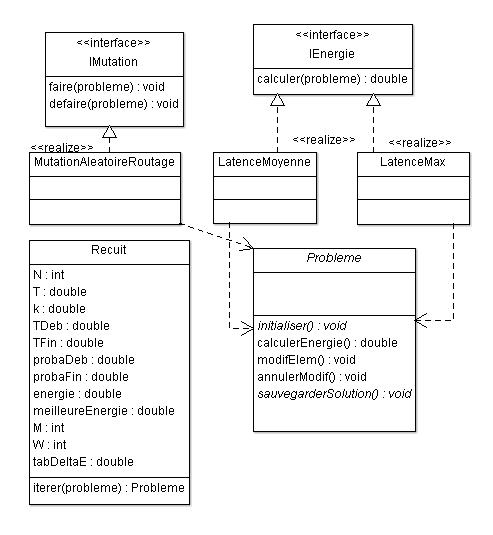 <<interface>>
IMutation
faire(probleme) : void
defaire(probleme) : void
<<interface>>
IEnergie
calculer(probleme) : double
<<realize>>
<<realize>>
<<realize>>
MutationAleatoireRoutage
LatenceMoyenne
LatenceMax
Recuit
N : int
T : double
k : double
TDeb : double
TFin : double
probaDeb : double
probaFin : double
energie : double
meilleureEnergie : double
M : int
W : int
tabDeltaE : double
iterer(probleme) : Probleme
Probleme
initialiser() : void
calculerEnergie() : double
modifElem() : void
annulerModif() : void
sauvegarderSolution() : void